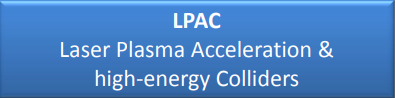 LPAC
Laser Plasma Acceleration &
high-energy Colliders